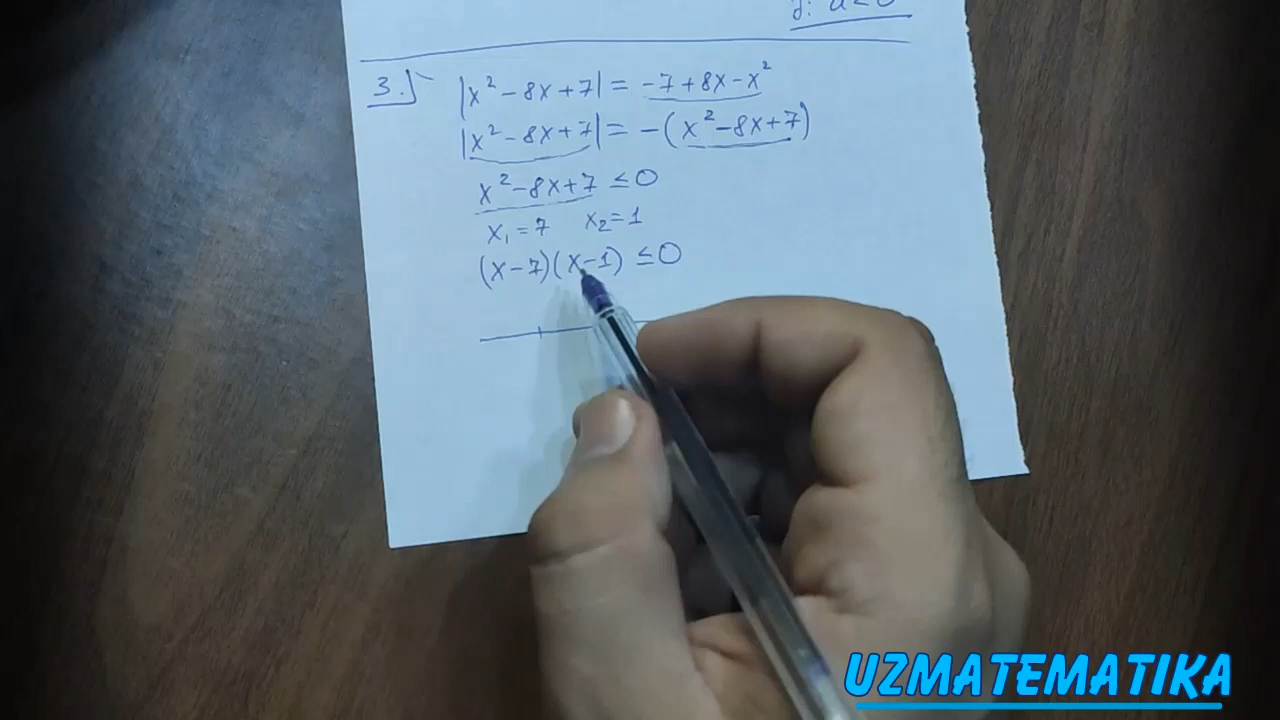 j: a<0
3.) |x² - 8x + 7| = -7 + 8x - x²
|x² - 8x + 7| = -(x² - 8x + 7)
x² - 8x + 7 ≤ 0
x₁ = 7 x₂ = 1
(x - 7)(x - 1) ≤ 0
UZMATEMATIKA